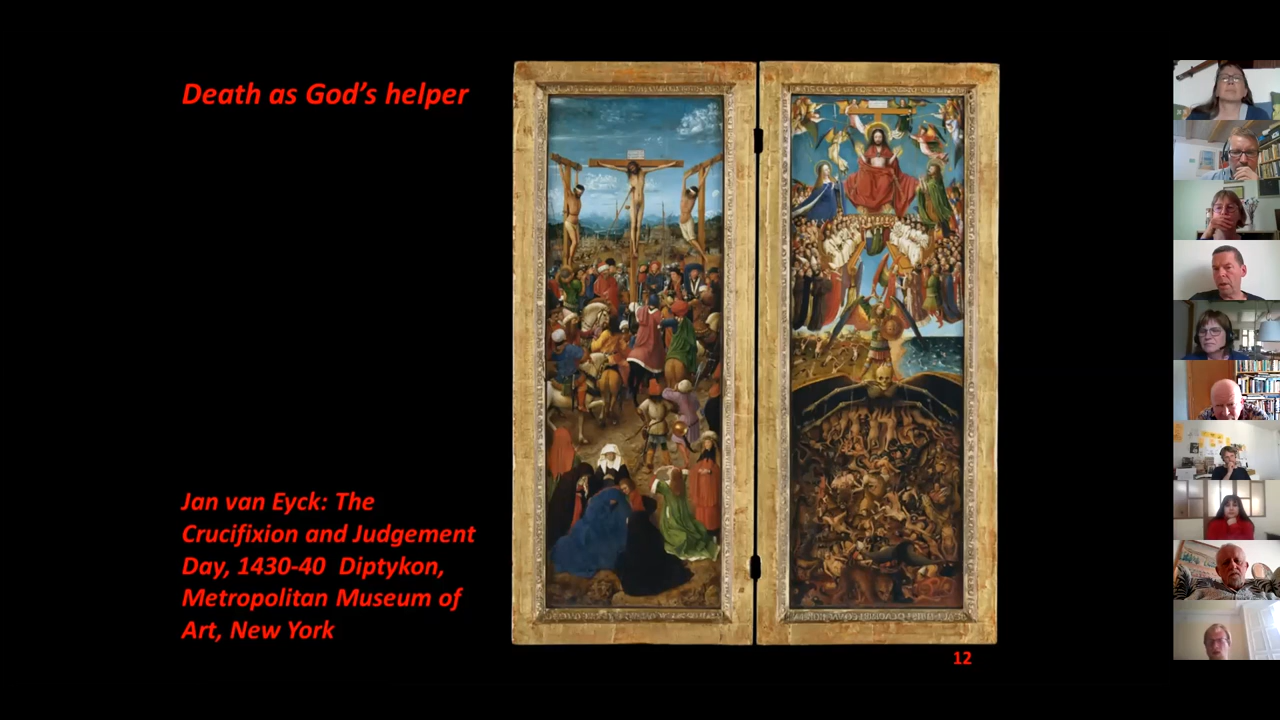 Death as God's helper
Jan van Eyck: The
Crucifixion and Judgement
Day, 1430-40  Diptykon,
Metropolitan Museum of
Art, New York
12